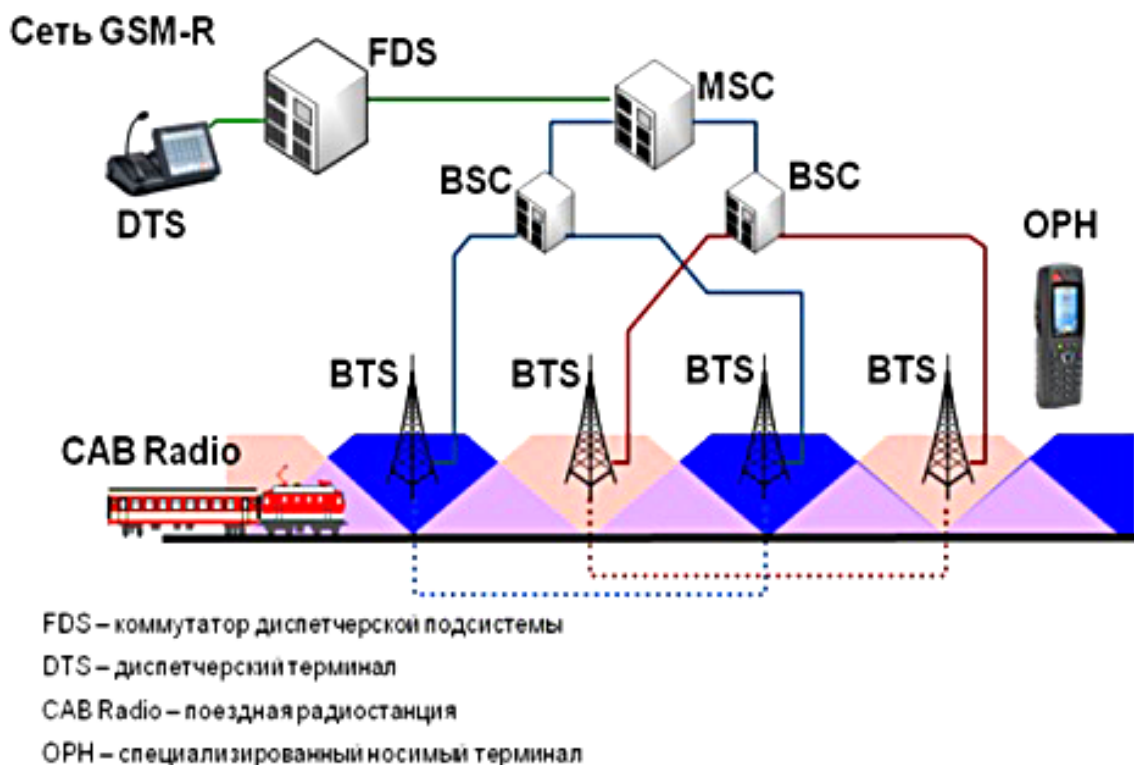 Сеть GSM-R
FDS
MSC
DTS
BSC
BSC
OPH
BTS
BTS
BTS
BTS
CAB Radio
FDS – коммутатор диспетчерской подсистемы
DTS – диспетчерский терминал
CAB Radio – поездная радиостанция
OPH – специализированный носимый терминал